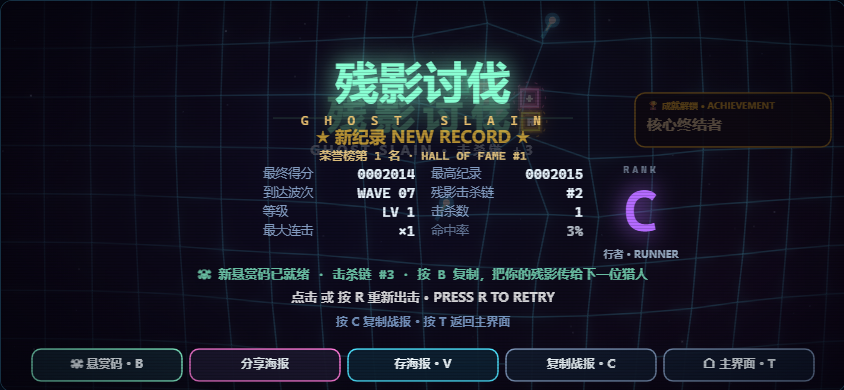 残影讨伐
GHOST SLAIN
★ 新纪录 NEW RECORD ★
荣誉榜第 1 名 · HALL OF FAME #1
最终得分 0002014 最高纪录 0002015
到达波次 WAVE 07 残影击杀链 #2
等级 LV 1 击杀数 1
最大连击 ×1 命中率 3%
成就解锁 • ACHIEVEMENT
核心终结者
RANK
C
行者 • RUNNER
新悬赏码已就绪 · 击杀链 #3 · 按 B 复制，把你的残影传给下一位猎人
点击 或 按 R 重新出击 • PRESS R TO RETRY
按 C 复制战报 • 按 T 返回主界面
悬赏码 • B
分享海报
存海报 • V
复制战报 • C
主界面 • T